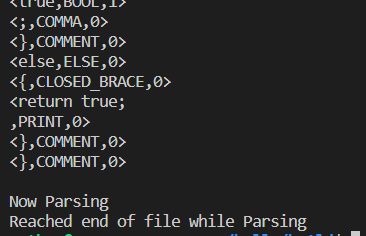 <true,BOOL,1>
<;,COMMA,0>
<},COMMENT,0>
<else,ELSE,0>
<{,CLOSED_BRACE,0>
<return true;
,PRINT,0>
<},COMMENT,0>
<},COMMENT,0>
Now Parsing
Reached end of file while Parsing